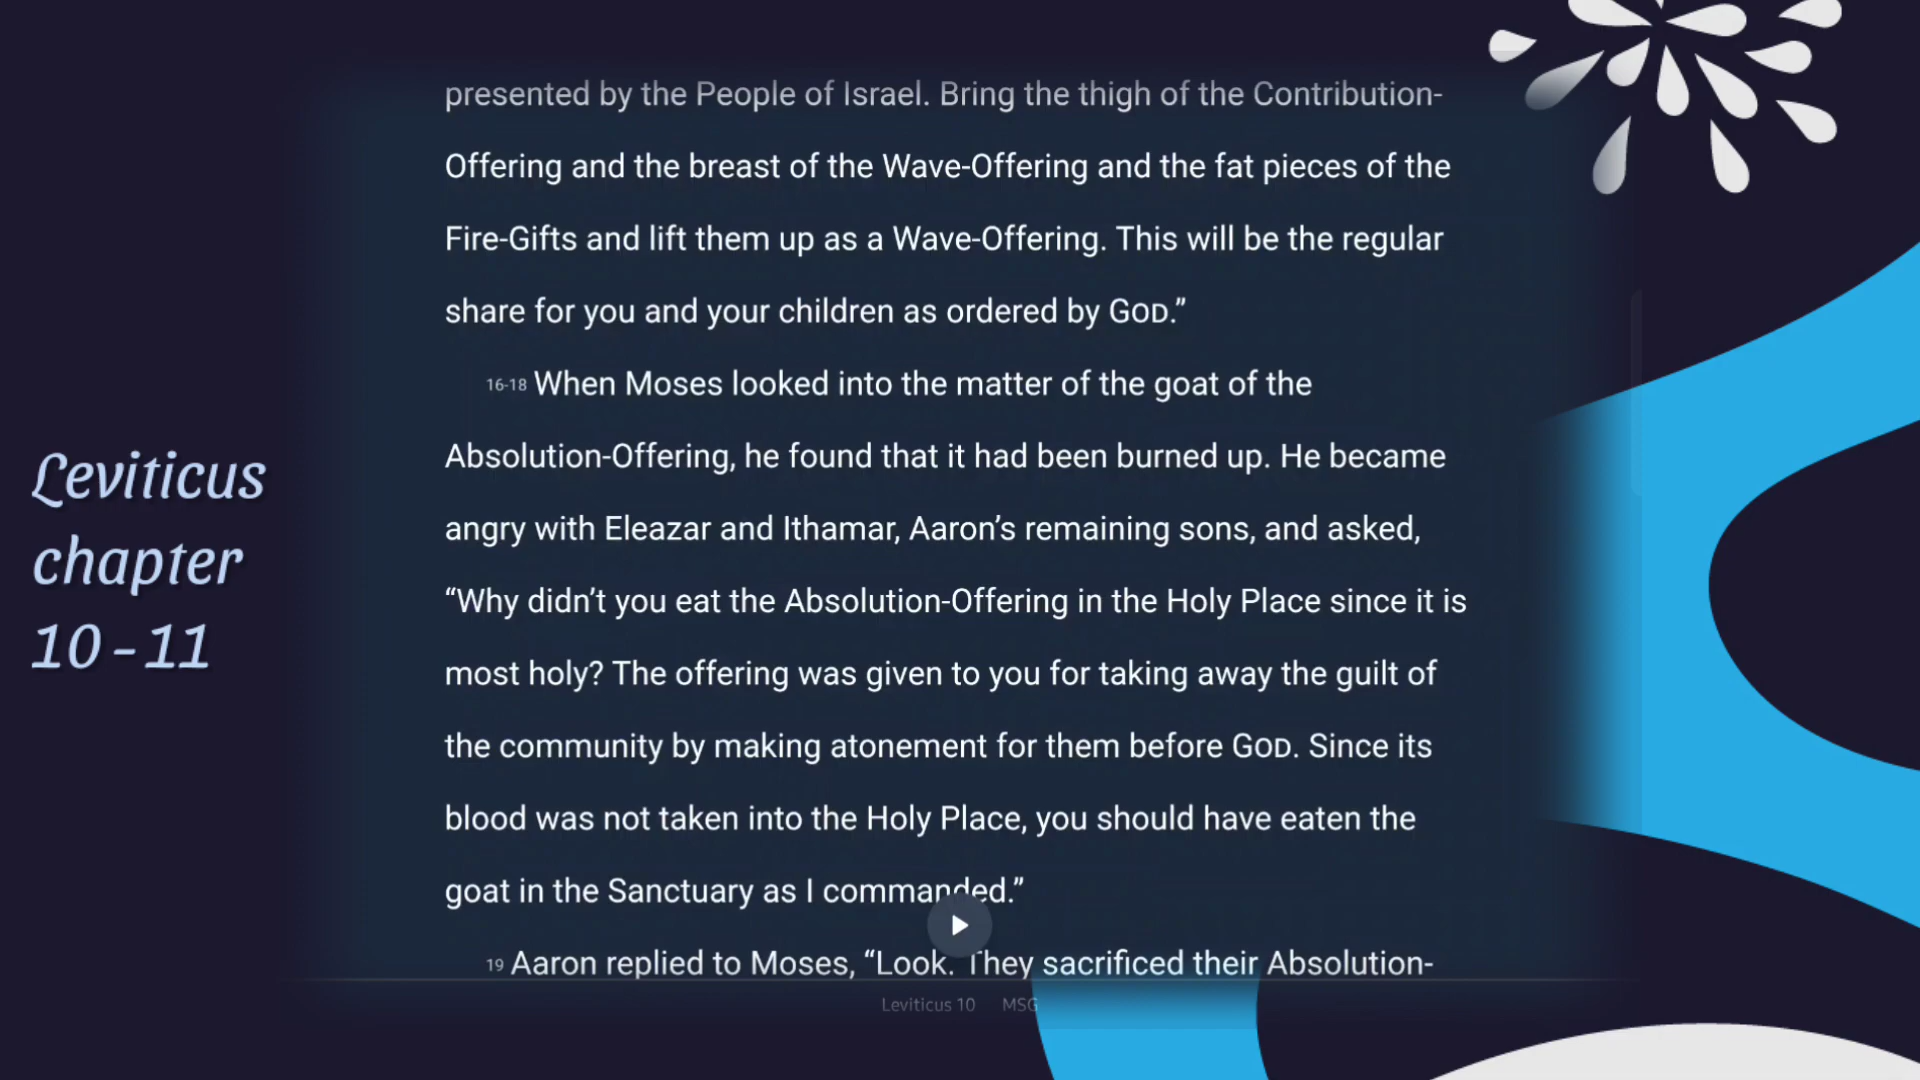 presented by the People of Israel. Bring the thigh of the Contribution-
Offering and the breast of the Wave-Offering and the fat pieces of the
Fire-Gifts and lift them up as a Wave-Offering. This will be the regular
share for you and your children as ordered by GOD.”
16-18 When Moses looked into the matter of the goat of the
Absolution-Offering, he found that it had been burned up. He became
angry with Eleazar and Ithamar, Aaron’s remaining sons, and asked,
“Why didn’t you eat the Absolution-Offering in the Holy Place since it is
most holy? The offering was given to you for taking away the guilt of
the community by making atonement for them before GOD. Since its
blood was not taken into the Holy Place, you should have eaten the
goat in the Sanctuary as I commanded.”
19 Aaron replied to Moses, “Look. They sacrificed their Absolution-
Leviticus 10 MSG
Leviticus
chapter
10-11